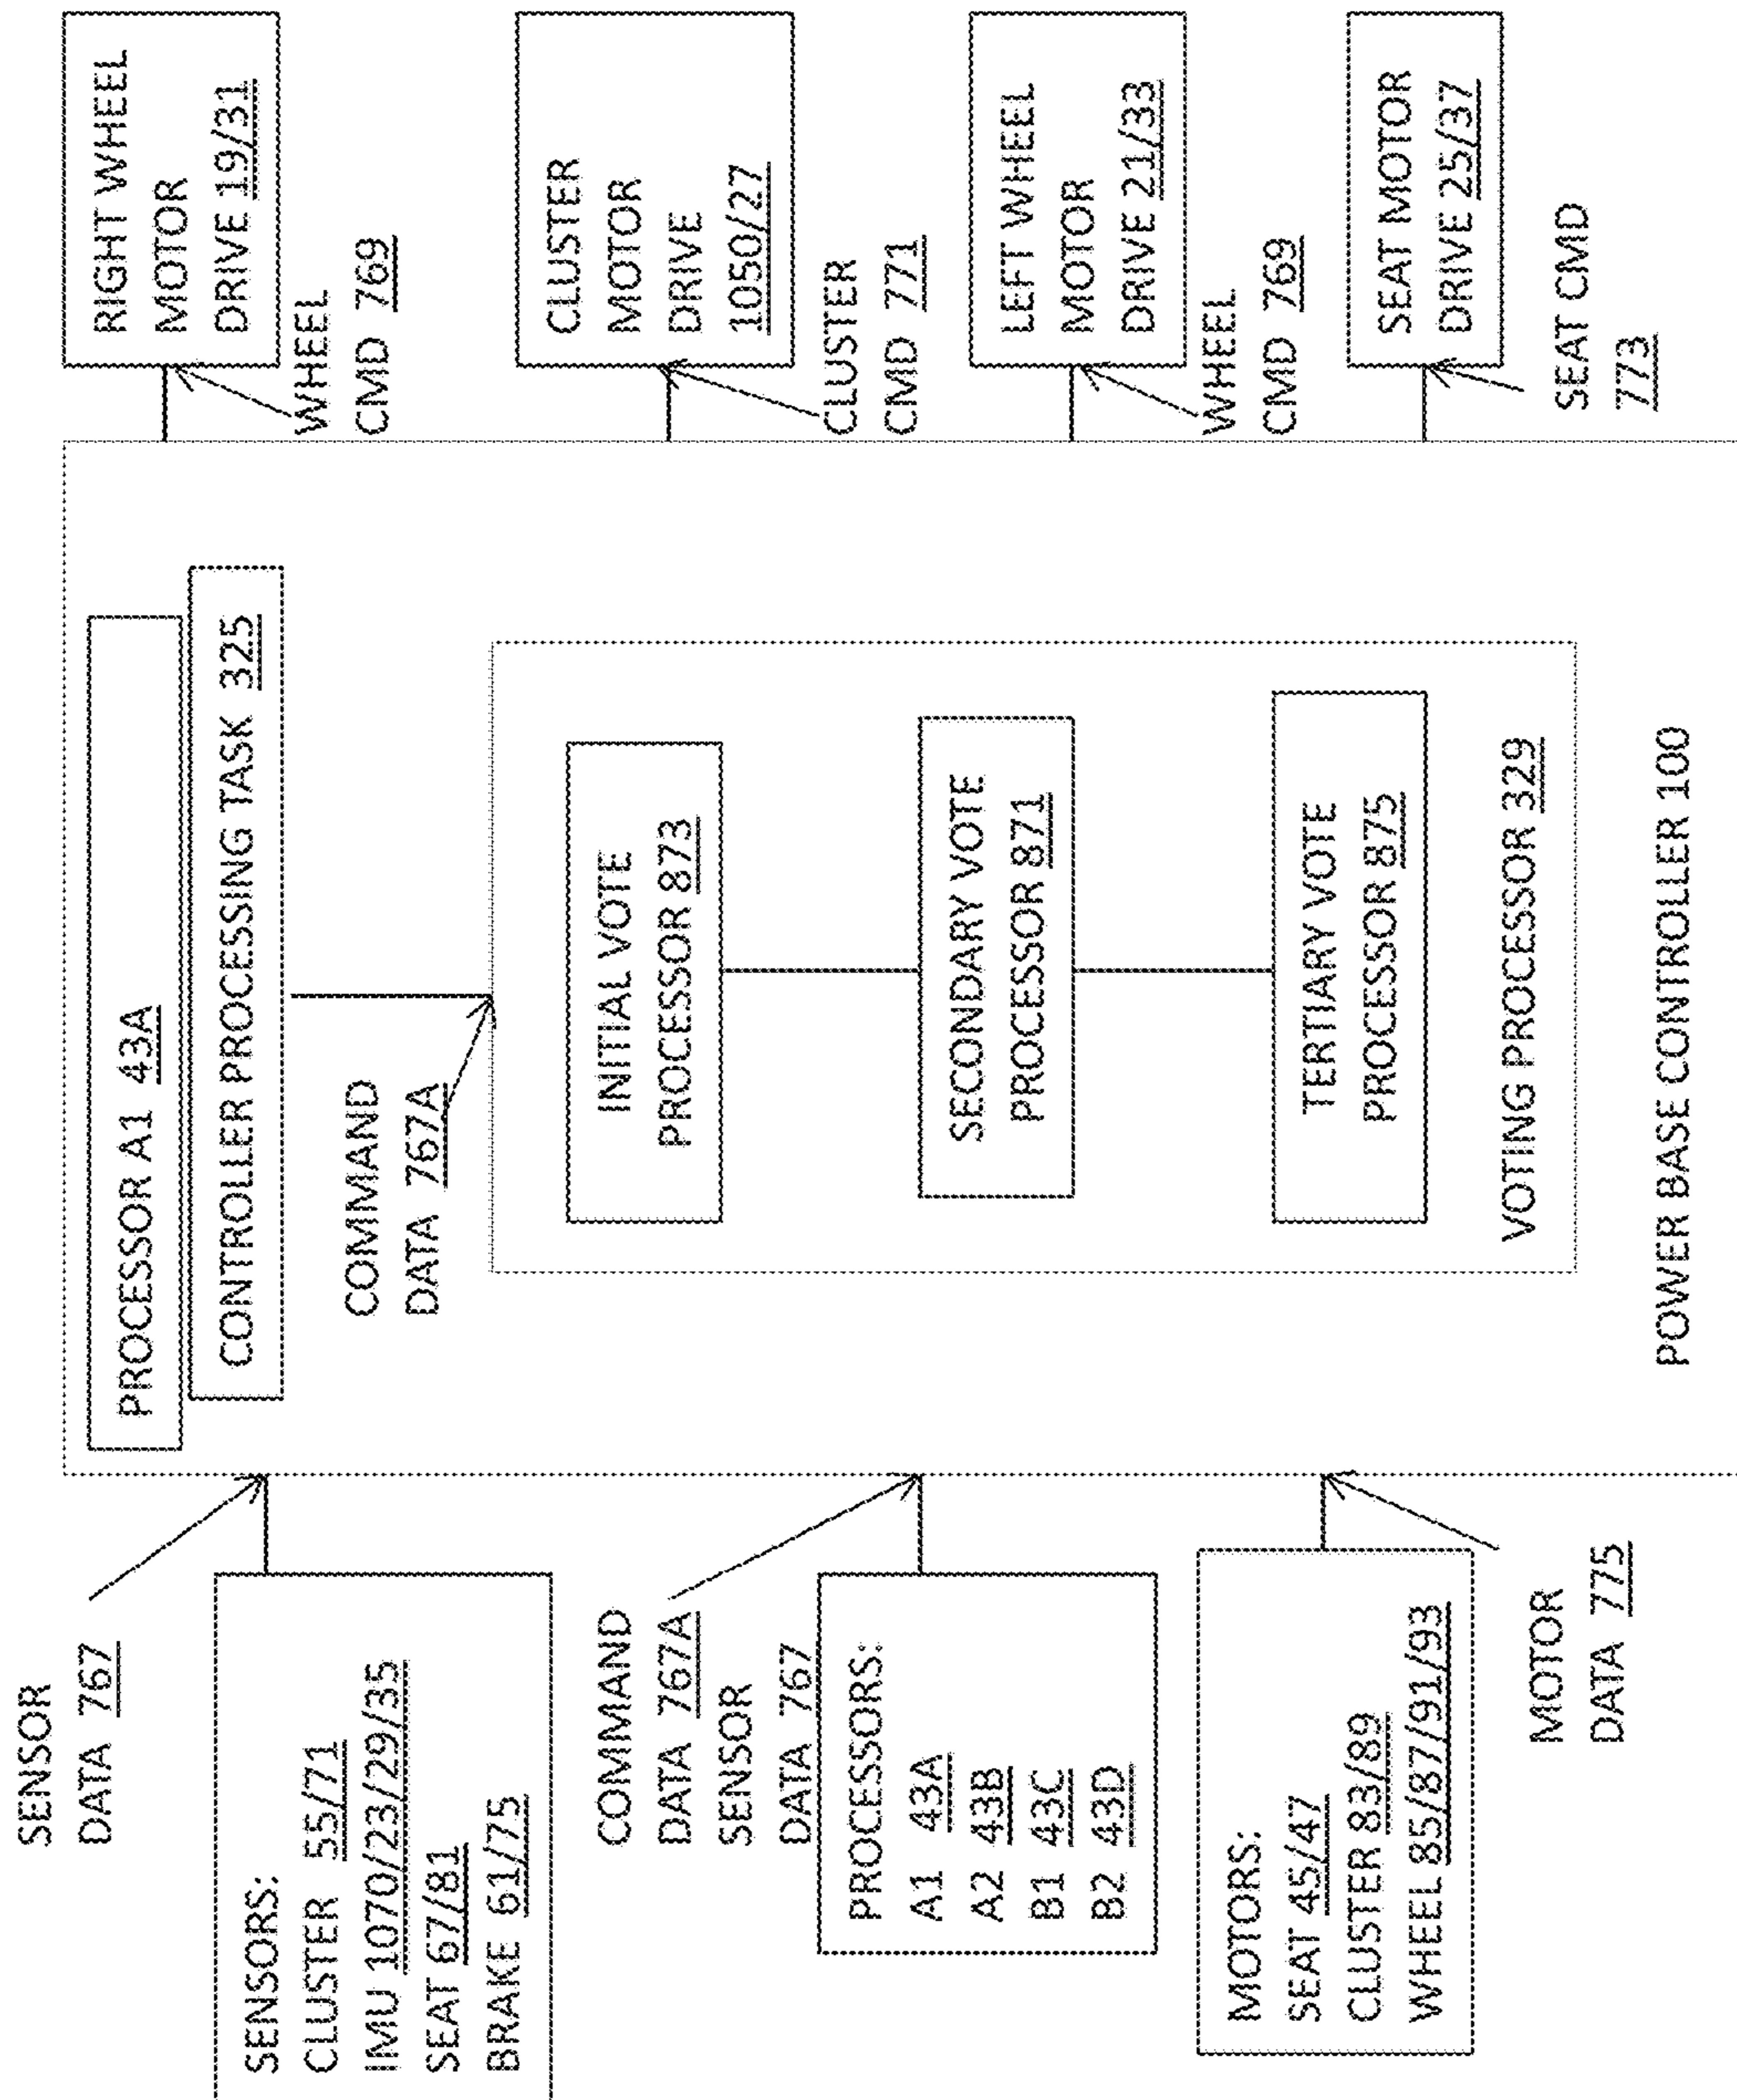 SENSOR
DATA 767
SENSORS:
CLUSTER 55/71
IMU 1070/23/29/35
SEAT 67/81
BRAKE 61/75
COMMAND
DATA 767A
SENSOR
DATA 767
PROCESSORS:
A1 43A
A2 43B
B1 43C
B2 43D
MOTORS:
SEAT 45/47
CLUSTER 83/89
WHEEL 85/87/91/93
MOTOR
DATA 775
PROCESSOR A1 43A
CONTROLLER PROCESSING TASK 325
COMMAND
DATA 767A
INITIAL VOTE
PROCESSOR 873
SECONDARY VOTE
PROCESSOR 871
TERTIARY VOTE
PROCESSOR 875
VOTING PROCESSOR 329
POWER BASE CONTROLLER 100
RIGHT WHEEL
MOTOR
DRIVE 19/31
WHEEL
CMD 769
CLUSTER
MOTOR
DRIVE
1050/27
CLUSTER
CMD 771
LEFT WHEEL
MOTOR
DRIVE 21/33
WHEEL
CMD 769
SEAT MOTOR
DRIVE 25/37
SEAT CMD
773